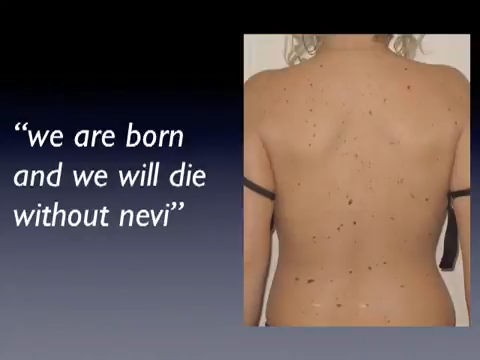 “we are born
and we will die
without nevi”